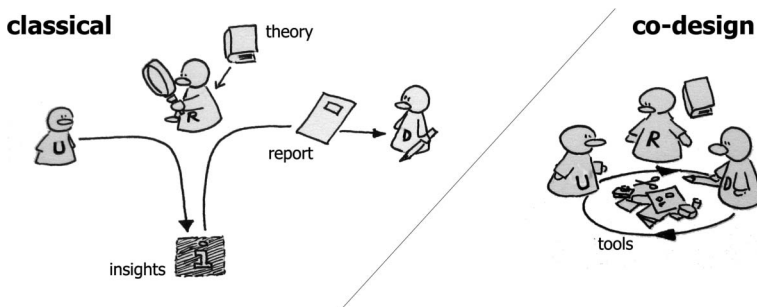 classical
theory
R
U
D
report
i
insights
co-design
R
U
D
tools